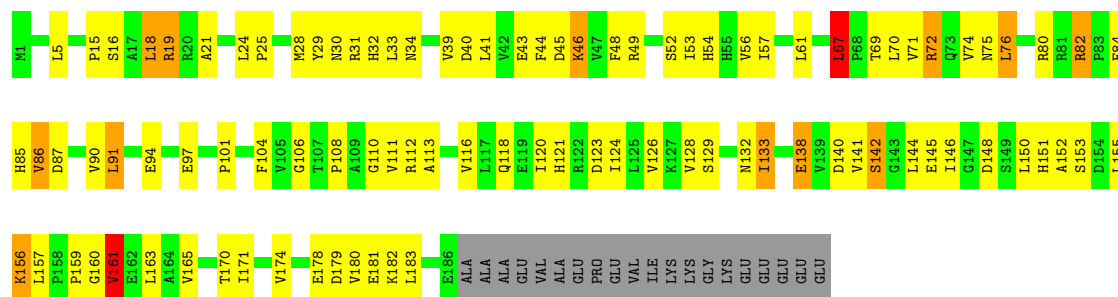 M1 L5 P15 S16 A17 L18 R19 R20 A21 L24 P25 M28 Y29 N30 R31 H32 L33 N34 V39 D40 L41 V42 E43 F44 D45 K46 V47 F48 R49 S52 I53 H54 H55 V56 I57 L61 L67 P68 T69 L70 V71 R72 Q73 V74 N75 L76 R80 R81 R82 P83
H85 V86 D87 V90 L91 E94 E97 P101 F104 V105 G106 T107 P108 A109 G110 V111 R112 A113 V116 L117 Q118 E119 I120 H121 R122 D123 I124 L125 V126 K127 V128 S129 N132 I133 E138 V139 D140 V141 S142 G143 L144 E145 I146 G147 D148 S149 L150 H151 A152 S153 D154 L155
K156 L157 P158 P159 G160 V161 E162 L163 A164 V165 T170 I171 V174 E178 D179 V180 E181 K182 L183 E186 ALA ALA ALA GLU VAL ALA GLU PRO GLU VAL ILE LYS LYS GLY LYS GLU GLU GLU GLU GLU